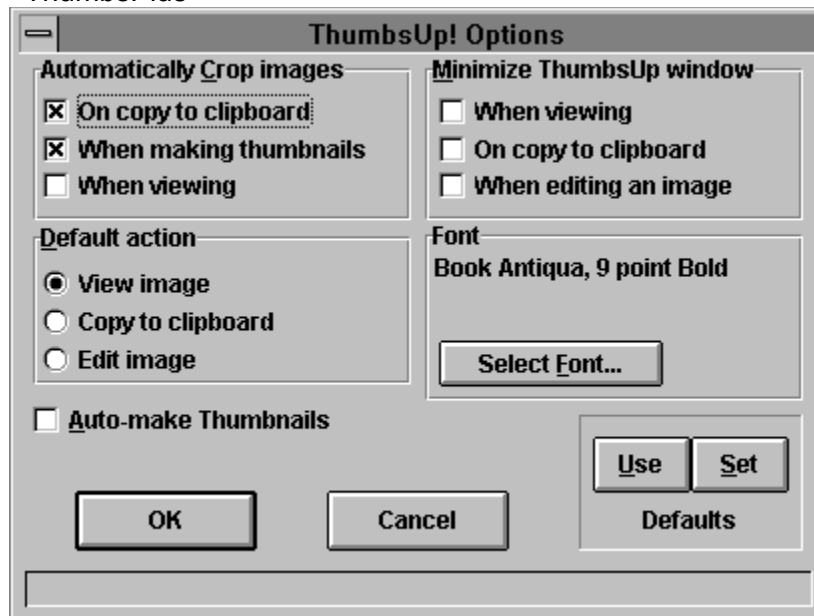 ThumbsUp! Options
Automatically Crop images
On copy to clipboard
When making thumbnails
When viewing
Minimize ThumbsUp window
When viewing
On copy to clipboard
When editing an image
Default action
View image
Copy to clipboard
Edit image
Font
Book Antiqua, 9 point Bold
Select Font...
Auto-make Thumbnails
Use
Set
Defaults
OK
Cancel